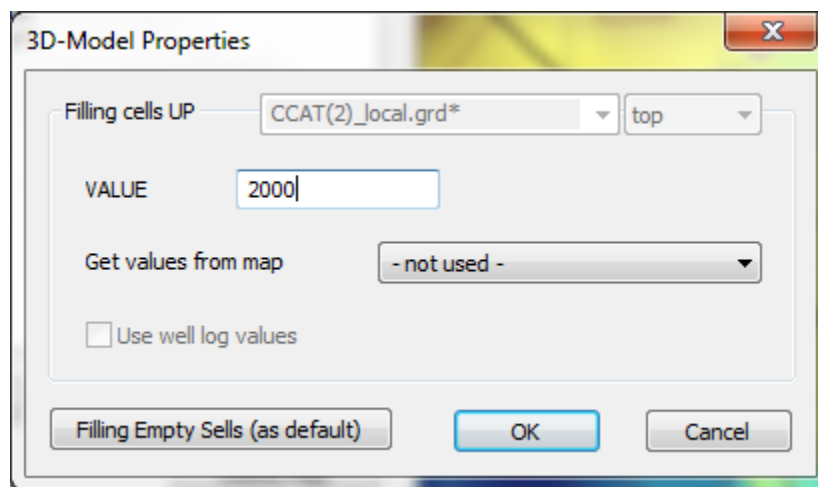 3D-Model Properties
Filling cells UP CCAT(2)_local.grd* top
VALUE 2000
Get values from map - not used -
Use well log values
Filling Empty Sells (as default) OK Cancel